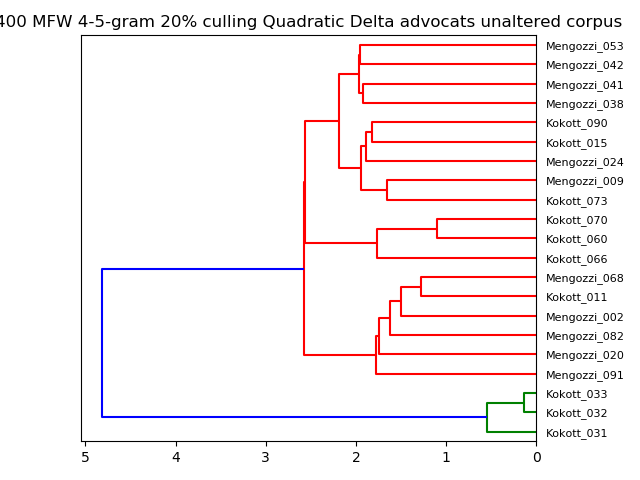 400 MFW 4-5-gram 20% culling Quadratic Delta advocats unaltered corpus
Mengozzi_053
Mengozzi_042
Mengozzi_041
Mengozzi_038
Kokott_090
Kokott_015
Mengozzi_024
Mengozzi_009
Kokott_073
Kokott_070
Kokott_060
Kokott_066
Mengozzi_068
Kokott_011
Mengozzi_002
Mengozzi_082
Mengozzi_020
Mengozzi_091
Kokott_033
Kokott_032
Kokott_031
5 4 3 2 1 0